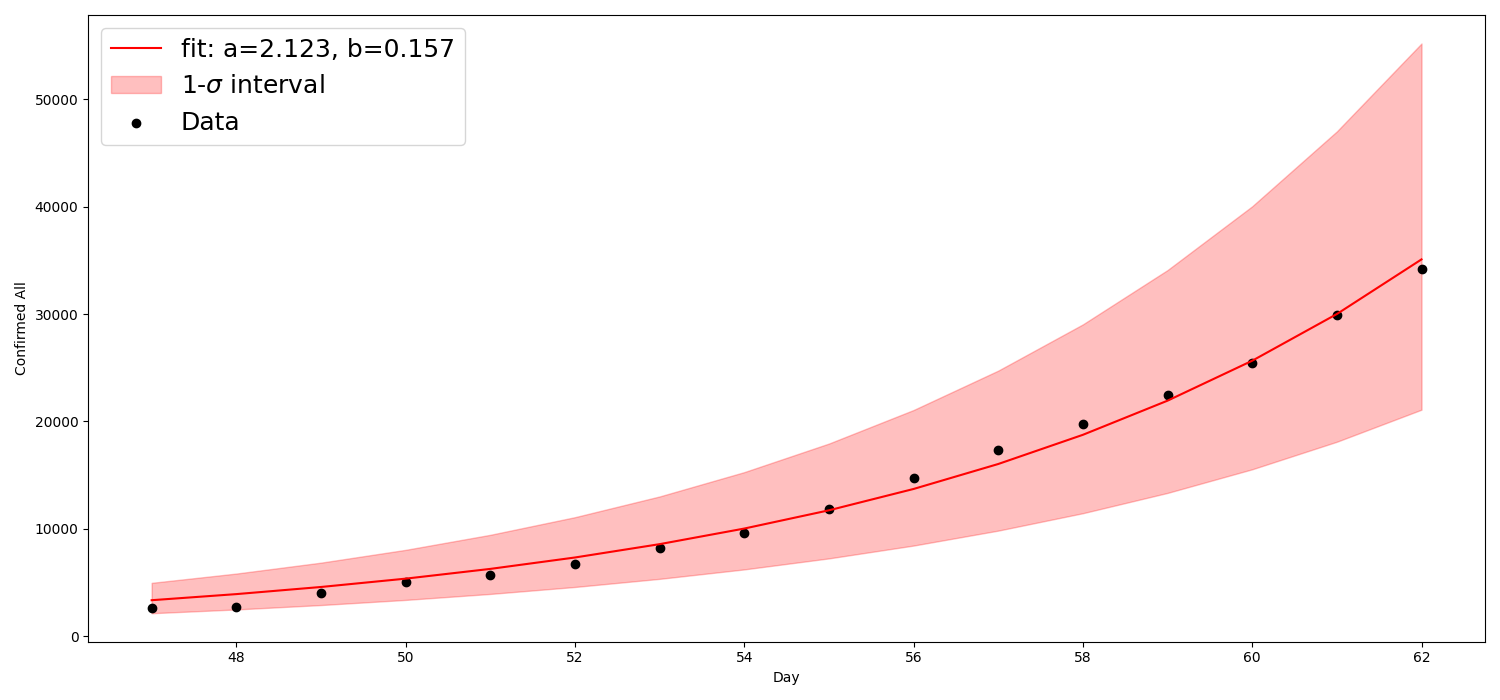 fit: a=2.123, b=0.157
1-σ interval
Data
50000
40000
30000
20000
10000
0
Confirmed All
48 50 52 54 56 58 60 62
Day